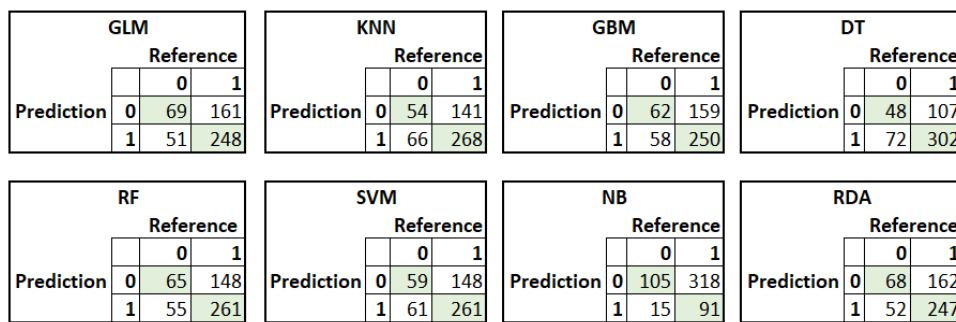 GLM
Reference
0 1
Prediction 0 69 161
1 51 248
KNN
Reference
0 1
Prediction 0 54 141
1 66 268
GBM
Reference
0 1
Prediction 0 62 159
1 58 250
DT
Reference
0 1
Prediction 0 48 107
1 72 302
RF
Reference
0 1
Prediction 0 65 148
1 55 261
SVM
Reference
0 1
Prediction 0 59 148
1 61 261
NB
Reference
0 1
Prediction 0 105 318
1 15 91
RDA
Reference
0 1
Prediction 0 68 162
1 52 247